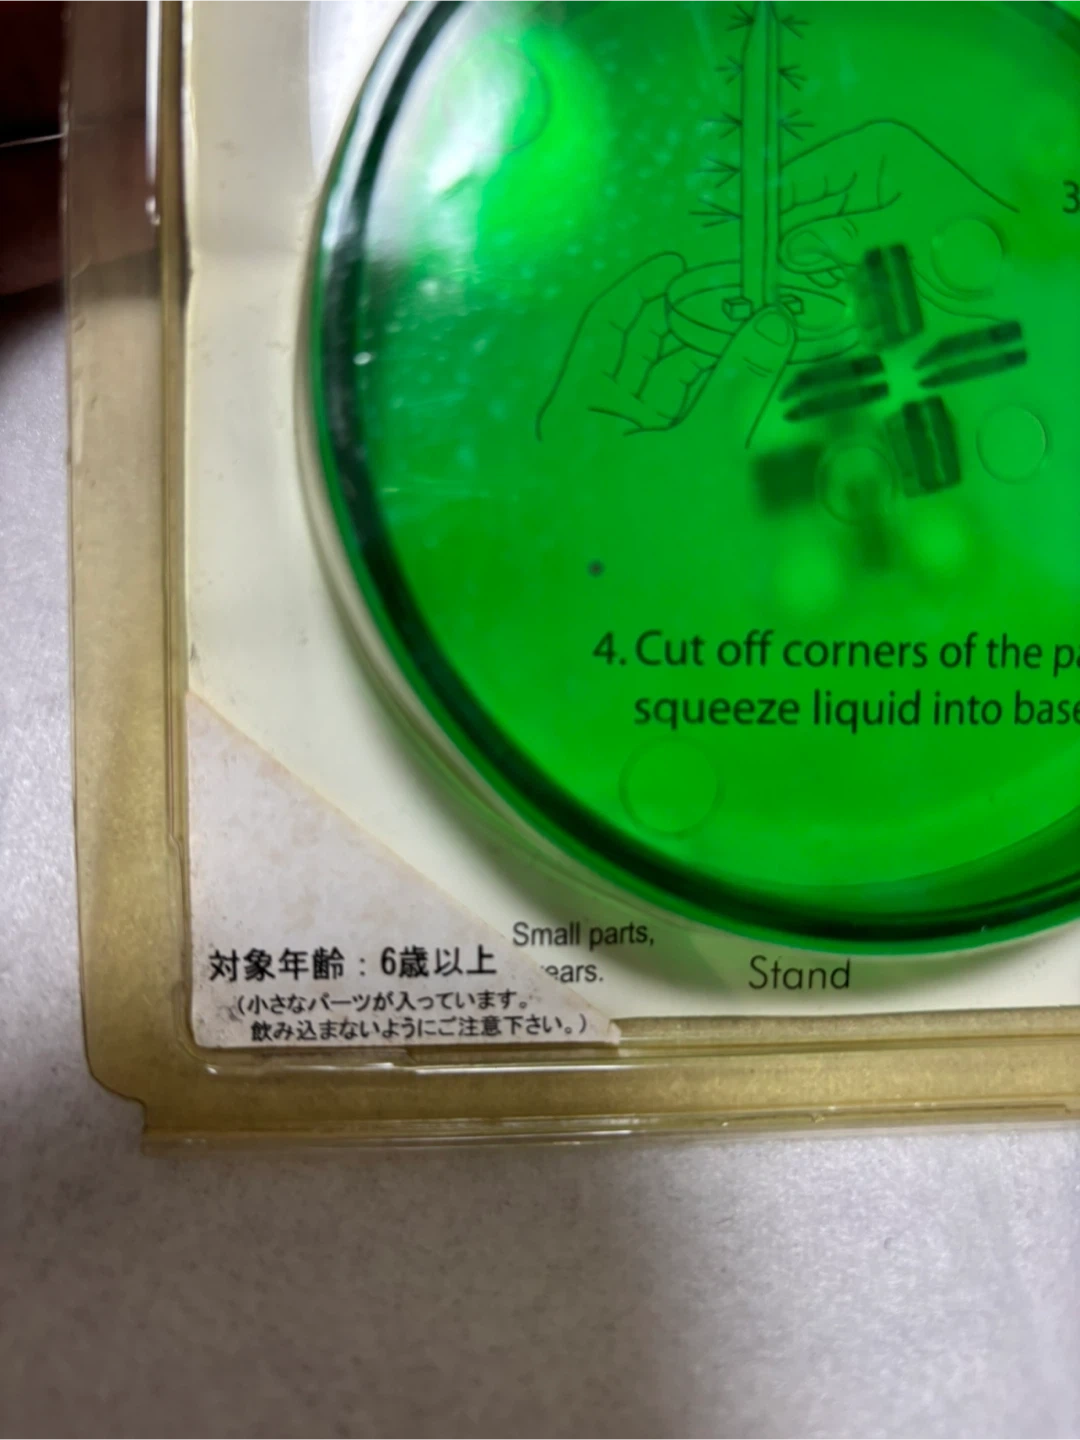 3
4. Cut off corners of the pa
squeeze liquid into base
Small parts,
ears.
Stand
対象年齢：6歳以上
（小さなパーツが入っています。
飲み込まないようにご注意下さい。）